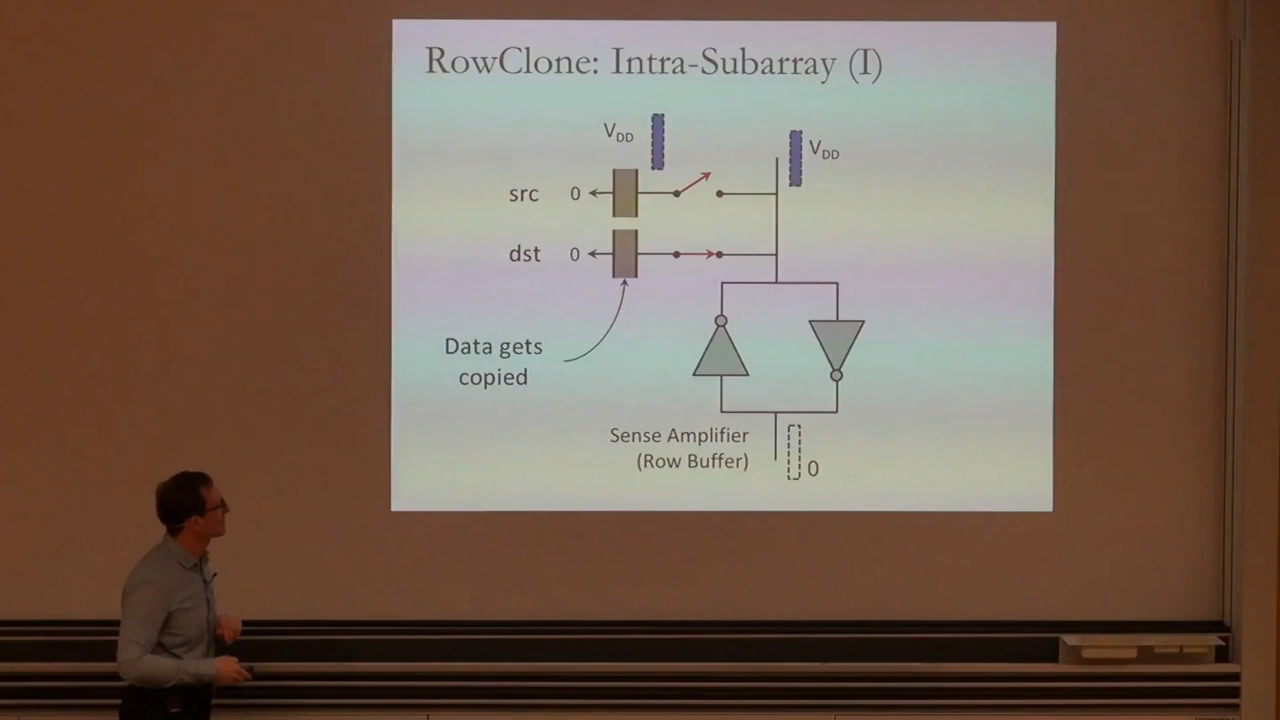 RowClone: Intra-Subarray (I)
VDD
VDD
src 0
dst 0
Data gets
copied
Sense Amplifier
(Row Buffer)
0